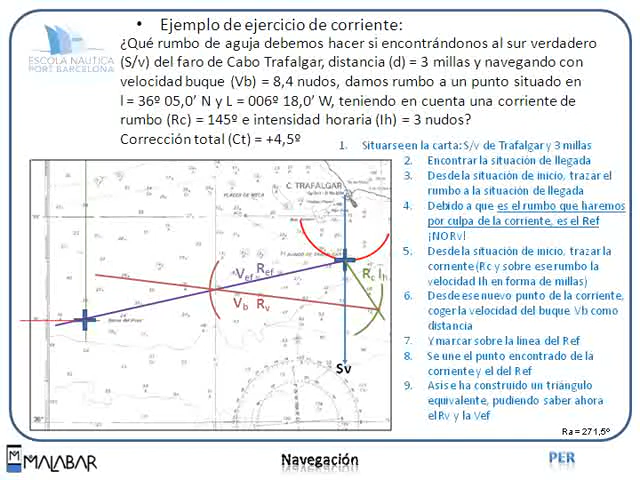 • Ejemplo de ejercicio de corriente:
¿Qué rumbo de aguja debemos hacer si encontrándonos al sur verdadero
(S/v) del faro de Cabo Trafalgar, distancia (d) = 3 millas y navegando con
velocidad buque (Vb) = 8,4 nudos, damos rumbo a un punto situado en
l = 36º 05,0' N y L = 006º 18,0' W, teniendo en cuenta una corriente de
rumbo (Rc) = 145º e intensidad horaria (Ih) = 3 nudos?
Corrección total (Ct) = +4,5º
ESCOLA NÀUTICA
PORT BARCELONA
1. Situarse en la carta: S/v de Trafalgar y 3 millas
2. Encontrar la situación de llegada
3. Desde la situación de inicio, trazar el
rumbo a la situación de llegada
4. Debido a que es el rumbo que haremos
por culpa de la corriente, es el Ref
¡NO Rv!
5. Desde la situación de inicio, trazar la
corriente (Rc y sobre ese rumbo la
velocidad Ih en forma de millas)
6. Desde ese nuevo punto de la corriente,
coger la velocidad del buque Vb como
distancia
7. Y marcar sobre la línea del Ref
8. Se une el punto encontrado de la
corriente y el del Ref
9. Así se ha construido un triángulo
equivalente, pudiendo saber ahora
el Rv y la Vef
C. TRAFALGAR
Vef Ref
Rc Ih
Vb Rv
Sv
36°
Ra = 271,5º
M MALABAR
Navegación
PER